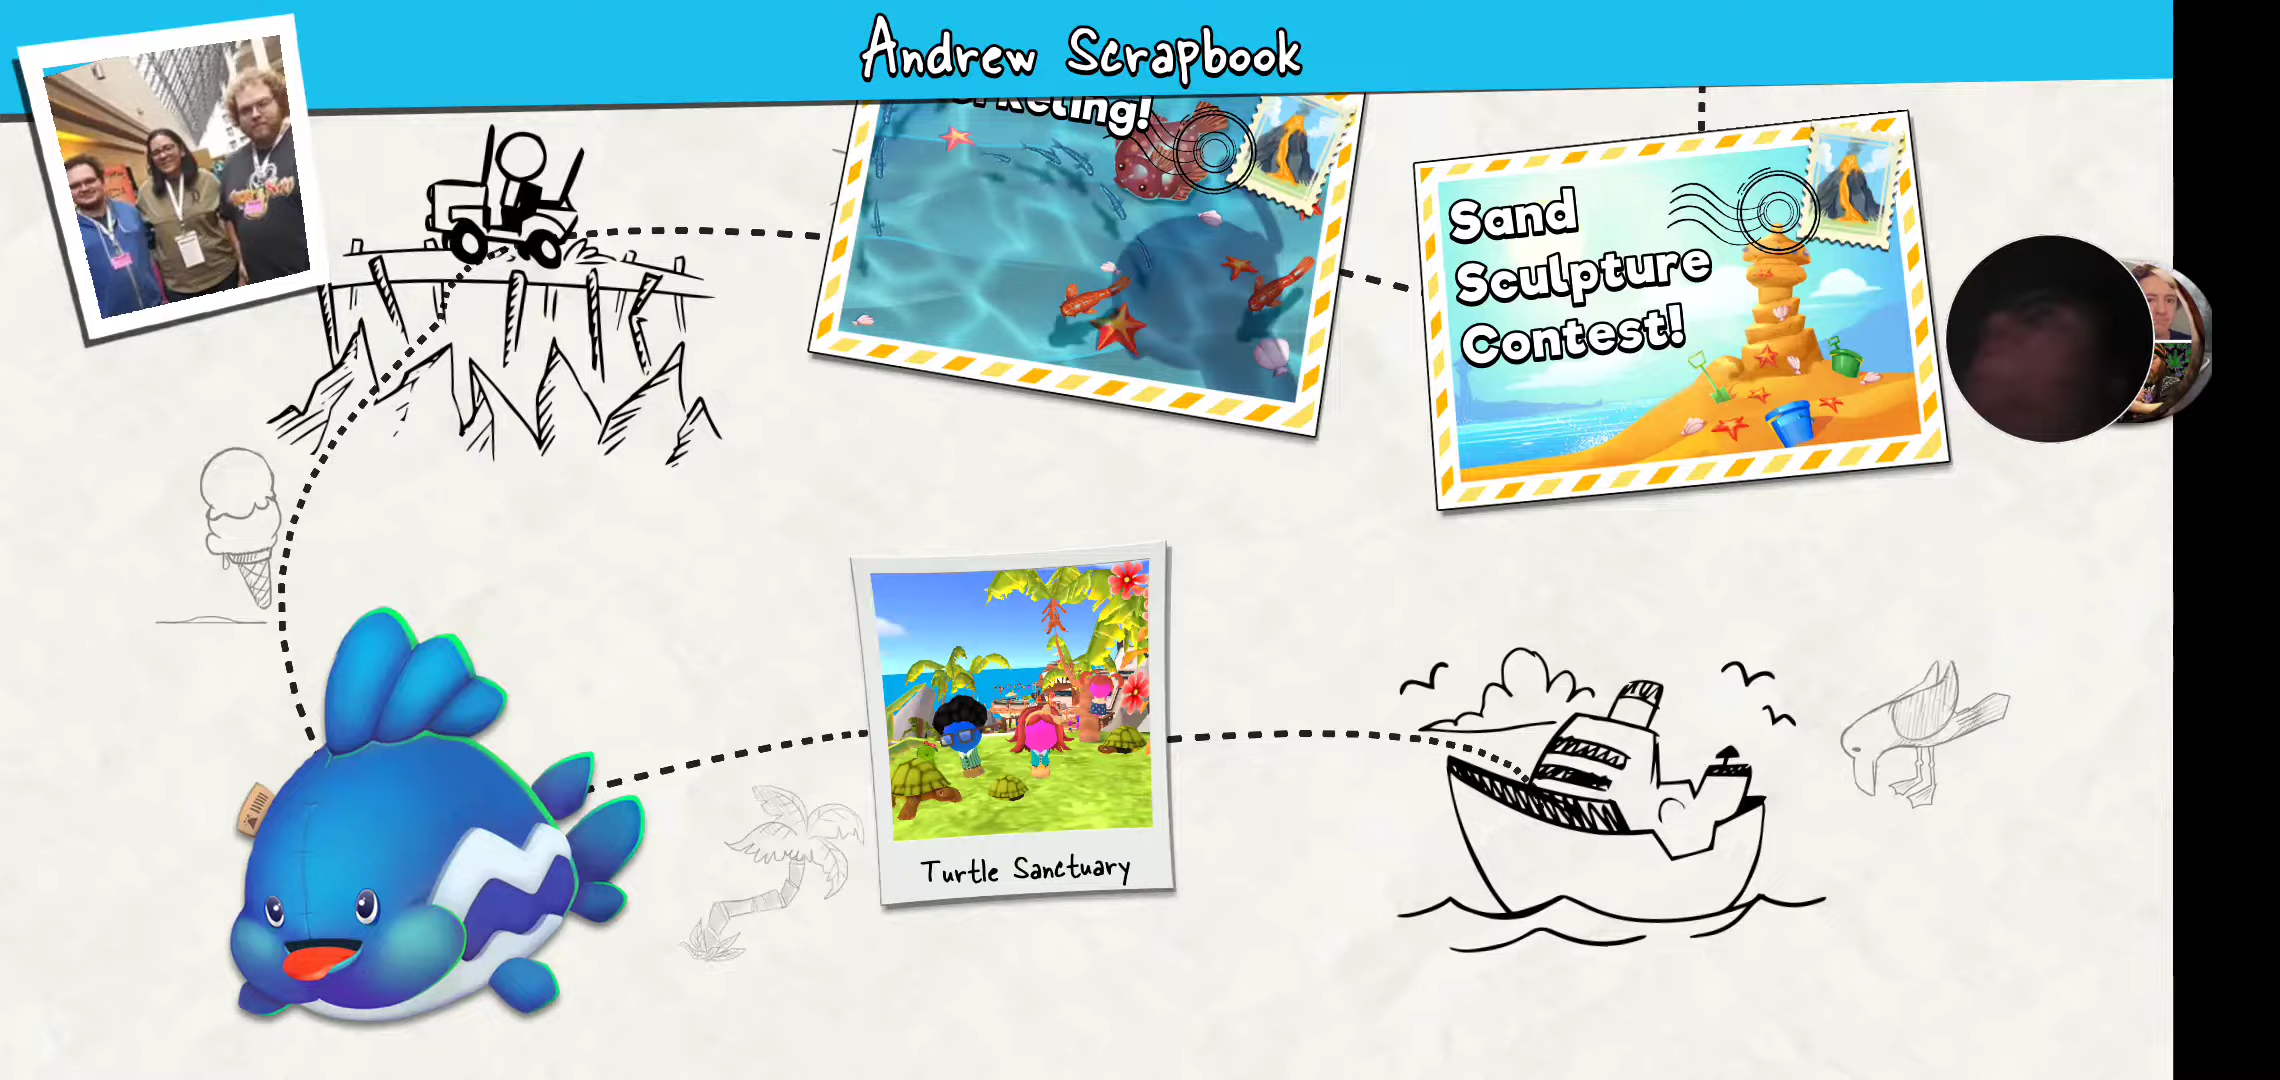 Andrew Scrapbook
Sand
Sculpture
Contest!
Turtle Sanctuary